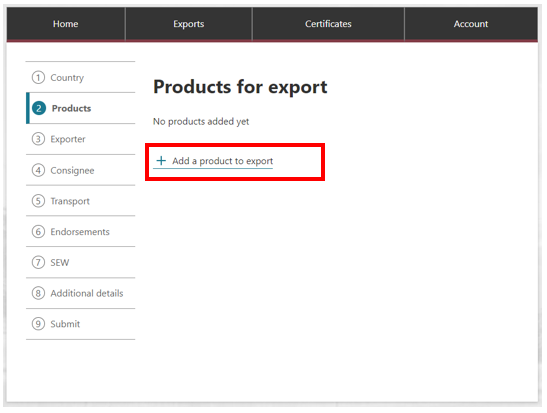 Home
Exports
Certificates
Account
1 Country
2 Products
3 Exporter
4 Consignee
5 Transport
6 Endorsements
7 SEW
8 Additional details
9 Submit
Products for export
No products added yet
+ Add a product to export